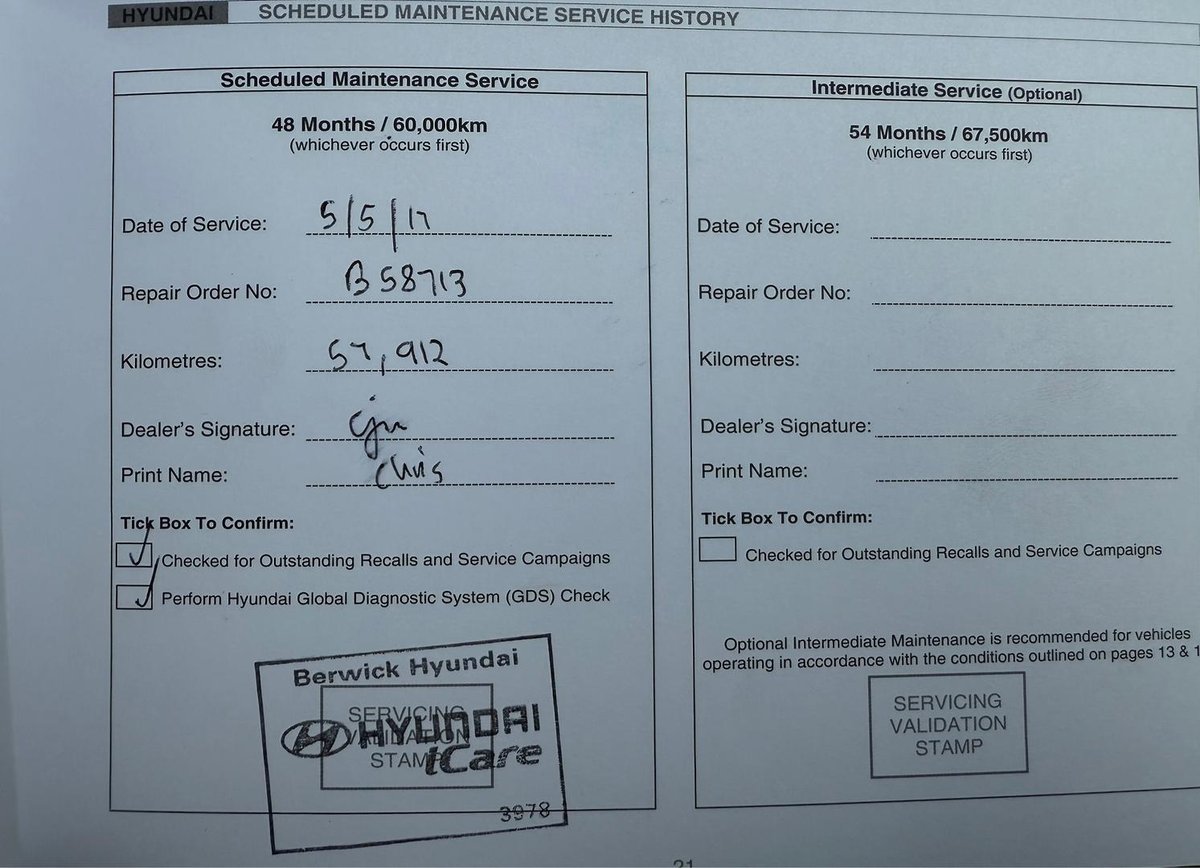 HYUNDAI SCHEDULED MAINTENANCE SERVICE HISTORY
Scheduled Maintenance Service
48 Months / 60,000km
(whichever occurs first)
Date of Service: 5/5/17
Repair Order No: B58713
Kilometres: 57,912
Dealer's Signature: Cjm
Print Name: Chris
Tick Box To Confirm:
Checked for Outstanding Recalls and Service Campaigns
Perform Hyundai Global Diagnostic System (GDS) Check
SERVICING
VALIDATION
STAMP
Berwick Hyundai
HYUNDAI
iCare
3978
Intermediate Service (Optional)
54 Months / 67,500km
(whichever occurs first)
Date of Service:
Repair Order No:
Kilometres:
Dealer's Signature:
Print Name:
Tick Box To Confirm:
Checked for Outstanding Recalls and Service Campaigns
Optional Intermediate Maintenance is recommended for vehicles
operating in accordance with the conditions outlined on pages 13 & 1
SERVICING
VALIDATION
STAMP
21